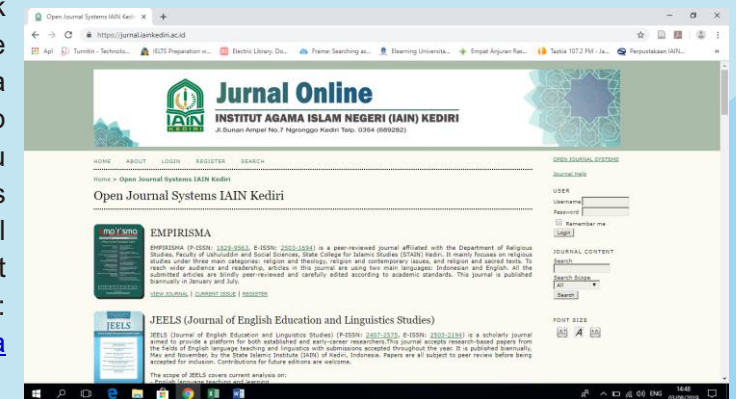 k
e
a
o
u
s
l
t
:
a
Open Journal Systems IAIN Kediri
https://jurnal.iainkediri.ac.id
Apl
Turnitin - Technolo...
IELTS Preparation w...
Electric Library. Do...
Frame: Searching as...
Elearning Universita...
Empat Anjuran Ras...
Tazkia 107.2 FM - Ja...
Perpustakaan IAIN...
Jurnal Online
INSTITUT AGAMA ISLAM NEGERI (IAIN) KEDIRI
Jl.Sunan Ampel No.7 Ngronggo Kediri Telp. 0354 (689282)
IAIN
KEDIRI
HOME ABOUT LOGIN REGISTER SEARCH
Home > Open Journal Systems IAIN Kediri
Open Journal Systems IAIN Kediri
EMPIRISMA
EMPIRISMA (P-ISSN: 1829-9563, E-ISSN: 2503-1694) is a peer-reviewed journal affiliated with the Department of Religious
Studies, Faculty of Ushuluddin and Social Sciences, State College for Islamic Studies (STAIN) Kediri. It mainly focuses on religious
studies under three main categories: religion and theology, religion and contemporary issues, and religion and sacred texts. To
reach wider audience and readership, articles in this journal are using two main languages: Indonesian and English. All the
submitted articles are blindly peer-reviewed and carefully edited according to academic standards. This journal is published
biannually in January and July.
VIEW JOURNAL | CURRENT ISSUE | REGISTER
JEELS
JEELS (Journal of English Education and Linguistics Studies)
JEELS (Journal of English Education and Linguistics Studies) (P-ISSN: 2407-2575, E-ISSN: 2503-2194) is a scholarly journal
aimed to provide a platform for both established and early-career researchers.This journal accepts research-based papers from
the fields of English language teaching and linguistics with submissions accepted throughout the year. It is published biannually,
May and November, by the State Islamic Institute (IAIN) of Kediri, Indonesia. Papers are all subject to peer review before being
accepted for inclusion. Contributions for future editions are welcome.
The scope of JEELS covers current analysis on:
- English language teaching and learning
OPEN JOURNAL SYSTEMS
Journal Help
USER
Username
Password
Remember me
Login
JOURNAL CONTENT
Search
Search Scope
All
Search
FONT SIZE
A A A
ENG
14:48
03/09/2019